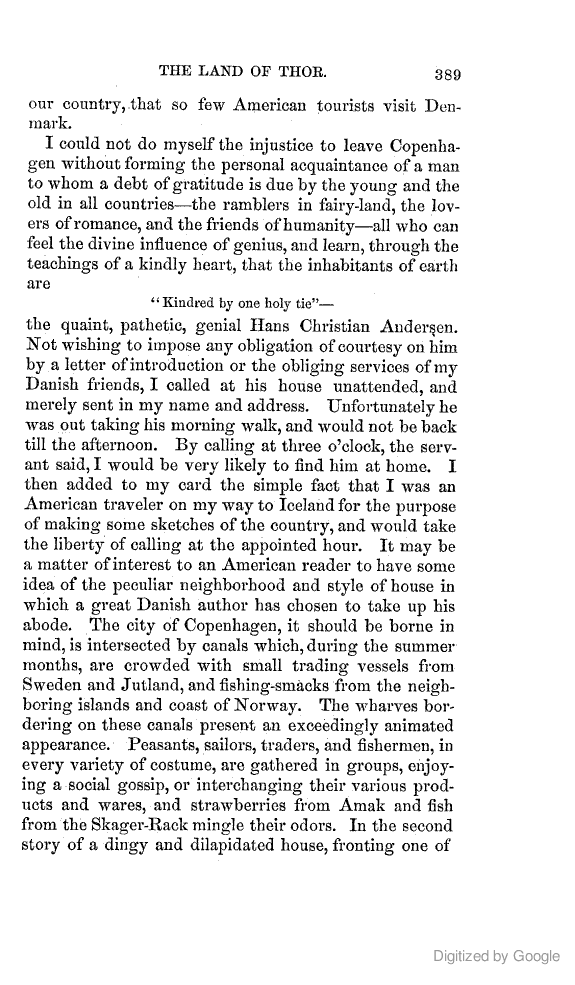 THE LAND OF THOR. 389
our country, that so few American tourists visit Den-
mark.
I could not do myself the injustice to leave Copenha-
gen without forming the personal acquaintance of a man
to whom a debt of gratitude is due by the young and the
old in all countries—the ramblers in fairy-land, the lov-
ers of romance, and the friends of humanity—all who can
feel the divine influence of genius, and learn, through the
teachings of a kindly heart, that the inhabitants of earth
are
"Kindred by one holy tie"—
the quaint, pathetic, genial Hans Christian Andersen.
Not wishing to impose any obligation of courtesy on him
by a letter of introduction or the obliging services of my
Danish friends, I called at his house unattended, and
merely sent in my name and address. Unfortunately he
was out taking his morning walk, and would not be back
till the afternoon. By calling at three o'clock, the serv-
ant said, I would be very likely to find him at home. I
then added to my card the simple fact that I was an
American traveler on my way to Iceland for the purpose
of making some sketches of the country, and would take
the liberty of calling at the appointed hour. It may be
a matter of interest to an American reader to have some
idea of the peculiar neighborhood and style of house in
which a great Danish author has chosen to take up his
abode. The city of Copenhagen, it should be borne in
mind, is intersected by canals which, during the summer
months, are crowded with small trading vessels from
Sweden and Jutland, and fishing-smacks from the neigh-
boring islands and coast of Norway. The wharves bor-
dering on these canals present an exceedingly animated
appearance. Peasants, sailors, traders, and fishermen, in
every variety of costume, are gathered in groups, enjoy-
ing a social gossip, or interchanging their various prod-
ucts and wares, and strawberries from Amak and fish
from the Skager-Rack mingle their odors. In the second
story of a dingy and dilapidated house, fronting one of
Digitized by Google